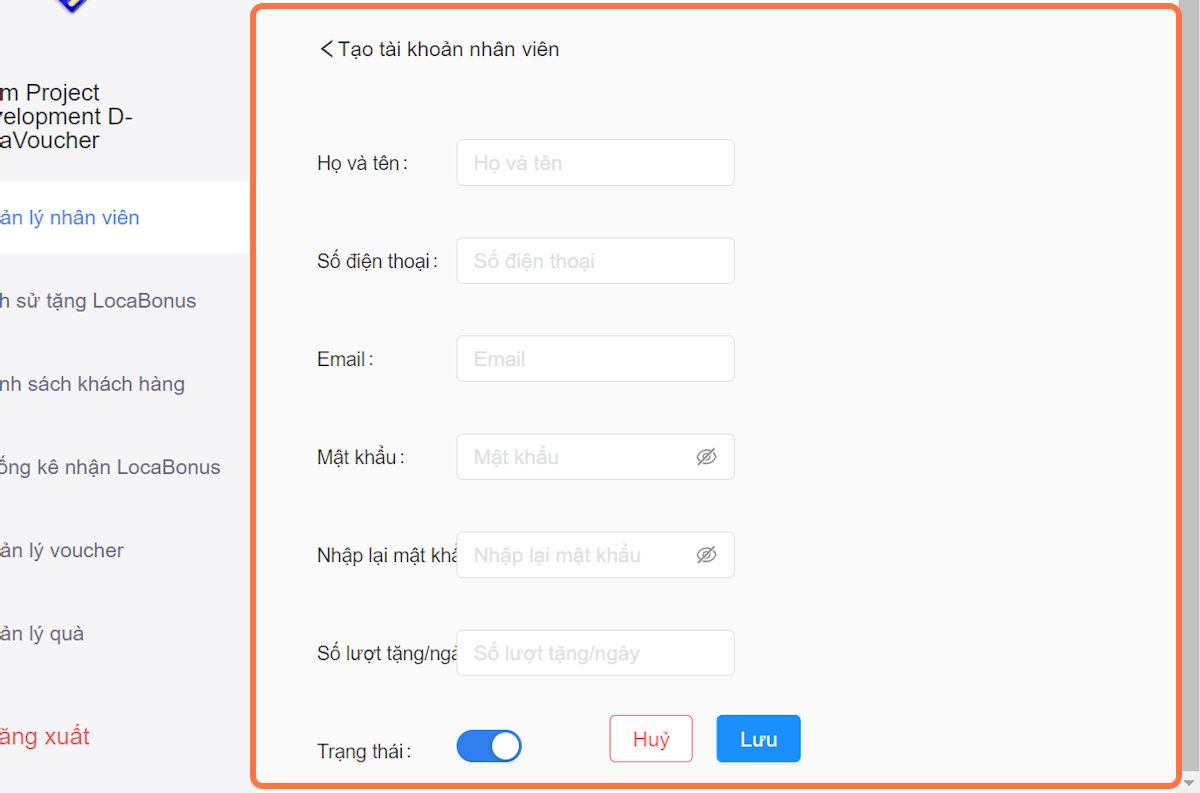 m Project
velopment D-
aVoucher
ản lý nhân viên
h sử tặng LocaBonus
nh sách khách hàng
ống kê nhận LocaBonus
ản lý voucher
ản lý quà
ăng xuất
Tạo tài khoản nhân viên
Họ và tên : Họ và tên
Số điện thoại : Số điện thoại
Email : Email
Mật khẩu : Mật khẩu
Nhập lại mật khẩ Nhập lại mật khẩu
Số lượt tặng/ngà Số lượt tặng/ngày
Trạng thái : Huỷ Lưu